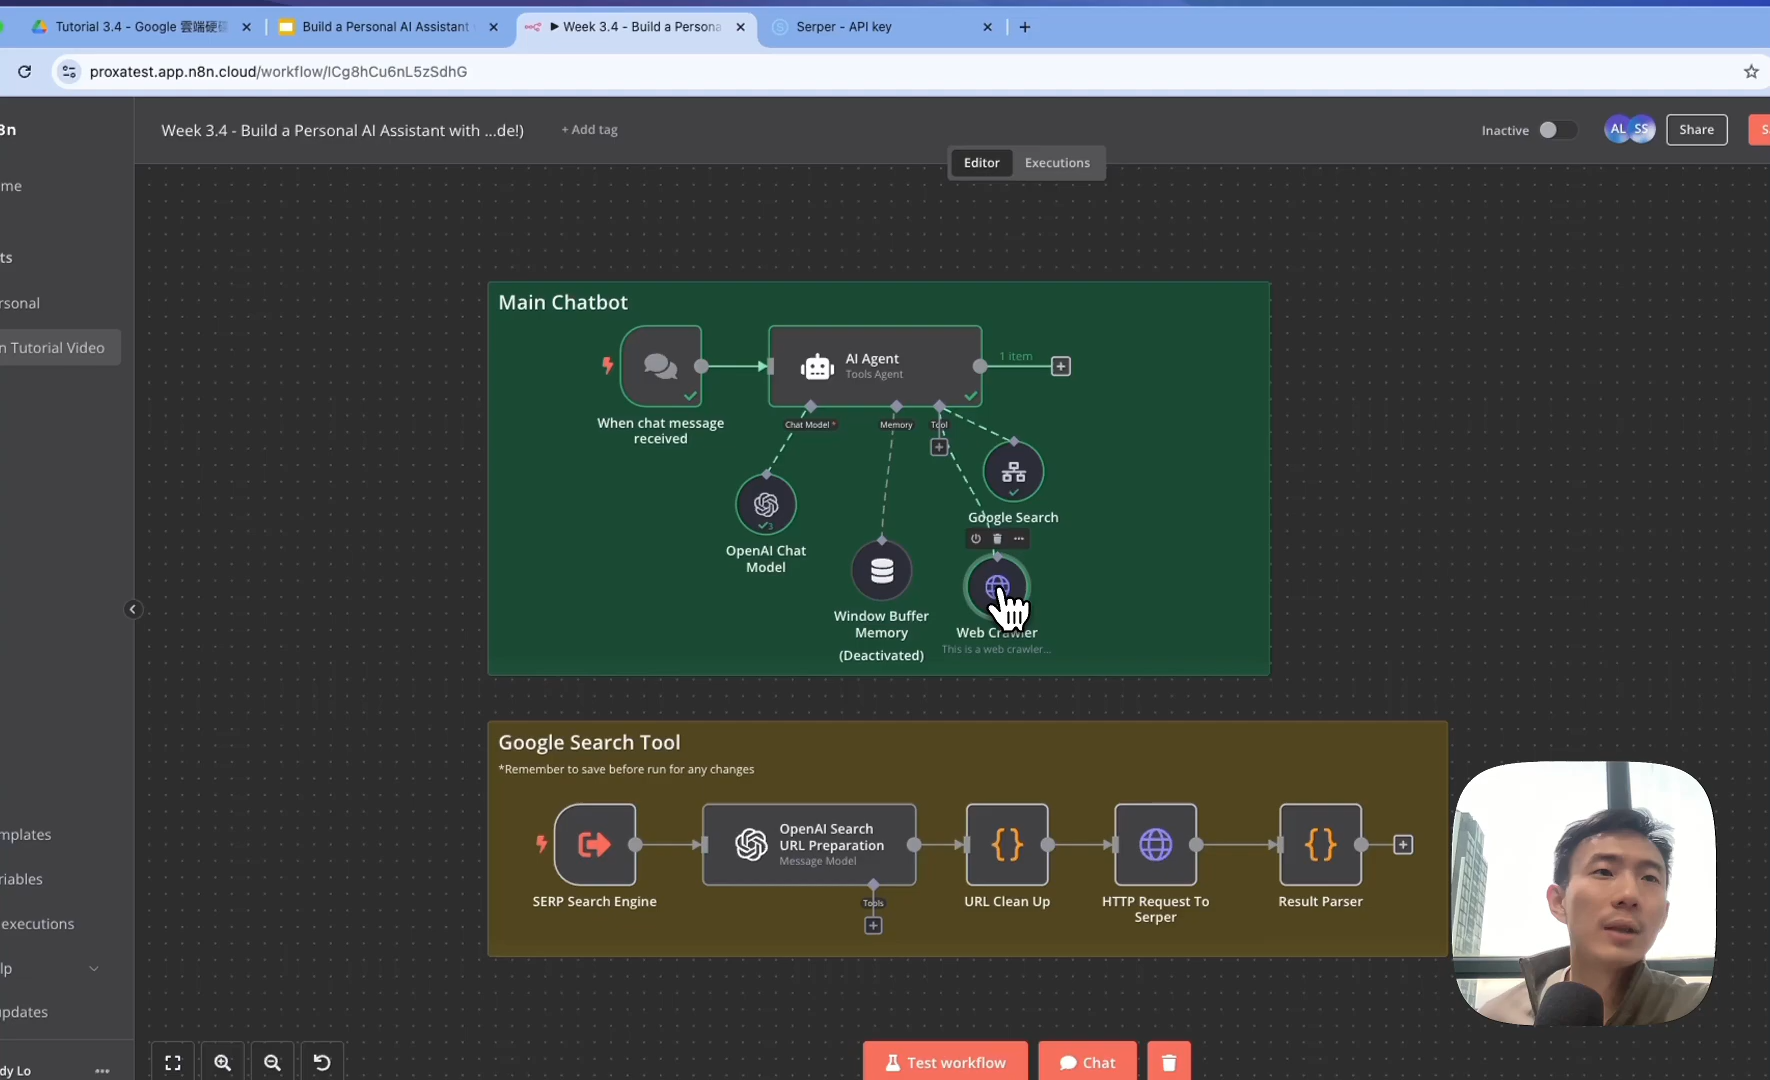 Tutorial 3.4 - Google 雲端硬碟
Build a Personal AI Assistant
Week 3.4 - Build a Persona
Serper - API key
proxatest.app.n8n.cloud/workflow/lCg8hCu6nL5zSdhG
8n
Week 3.4 - Build a Personal AI Assistant with ...de!)
+ Add tag
Inactive
AL
SS
Share
S
Editor
Executions
me
ts
rsonal
n Tutorial Video
mplates
riables
executions
lp
updates
dy Lo
Main Chatbot
AI Agent
Tools Agent
1 item
When chat message
received
Chat Model *
Memory
Tool
Google Search
3
OpenAI Chat
Model
Window Buffer
Memory
(Deactivated)
Web Crawler
This is a web crawler...
Google Search Tool
*Remember to save before run for any changes
SERP Search Engine
OpenAI Search
URL Preparation
Message Model
Tools
URL Clean Up
HTTP Request To
Serper
Result Parser
Test workflow
Chat